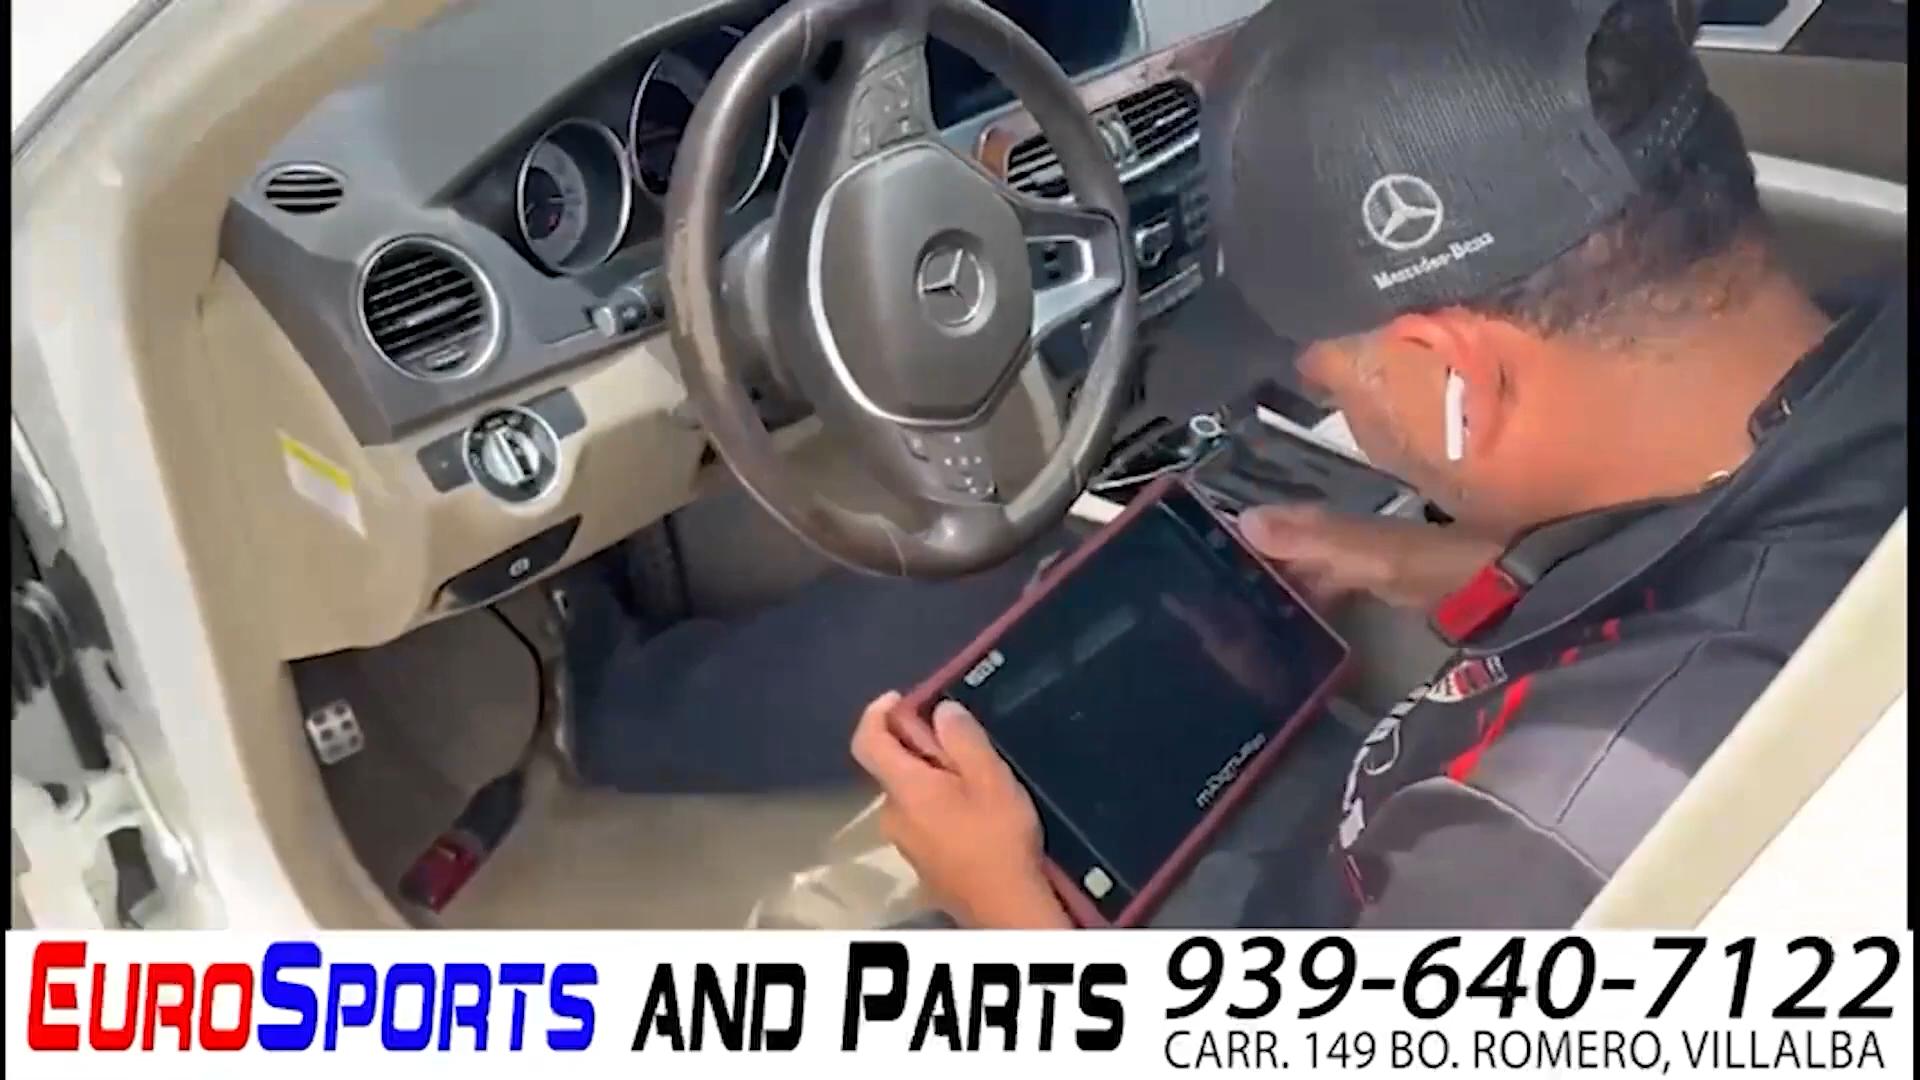 Mercedes-Benz
EUROSPORTS AND PARTS
939-640-7122
CARR. 149 BO. ROMERO, VILLALBA